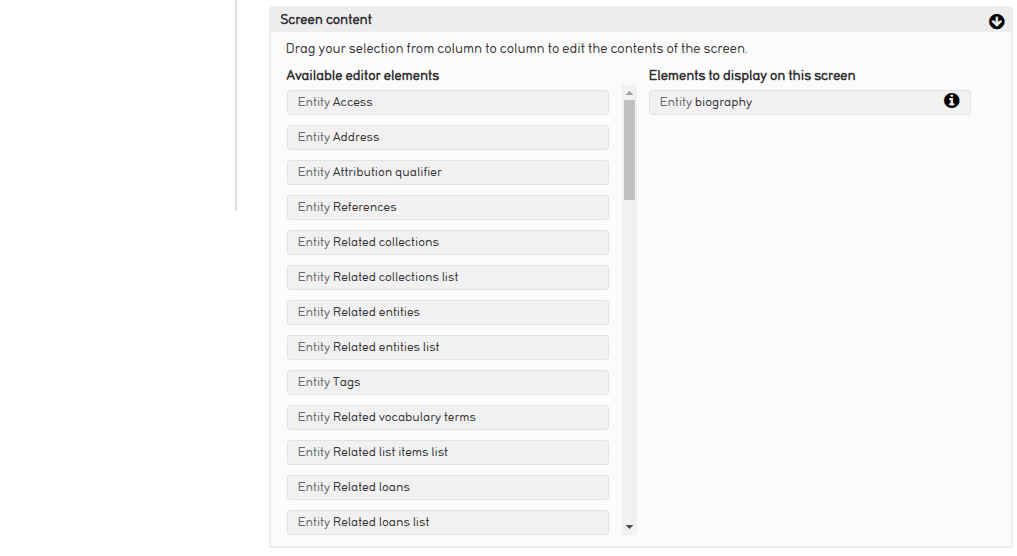 Screen content
Drag your selection from column to column to edit the contents of the screen.
Available editor elements
Entity Access
Entity Address
Entity Attribution qualifier
Entity References
Entity Related collections
Entity Related collections list
Entity Related entities
Entity Related entities list
Entity Tags
Entity Related vocabulary terms
Entity Related list items list
Entity Related loans
Entity Related loans list
Elements to display on this screen
Entity biography